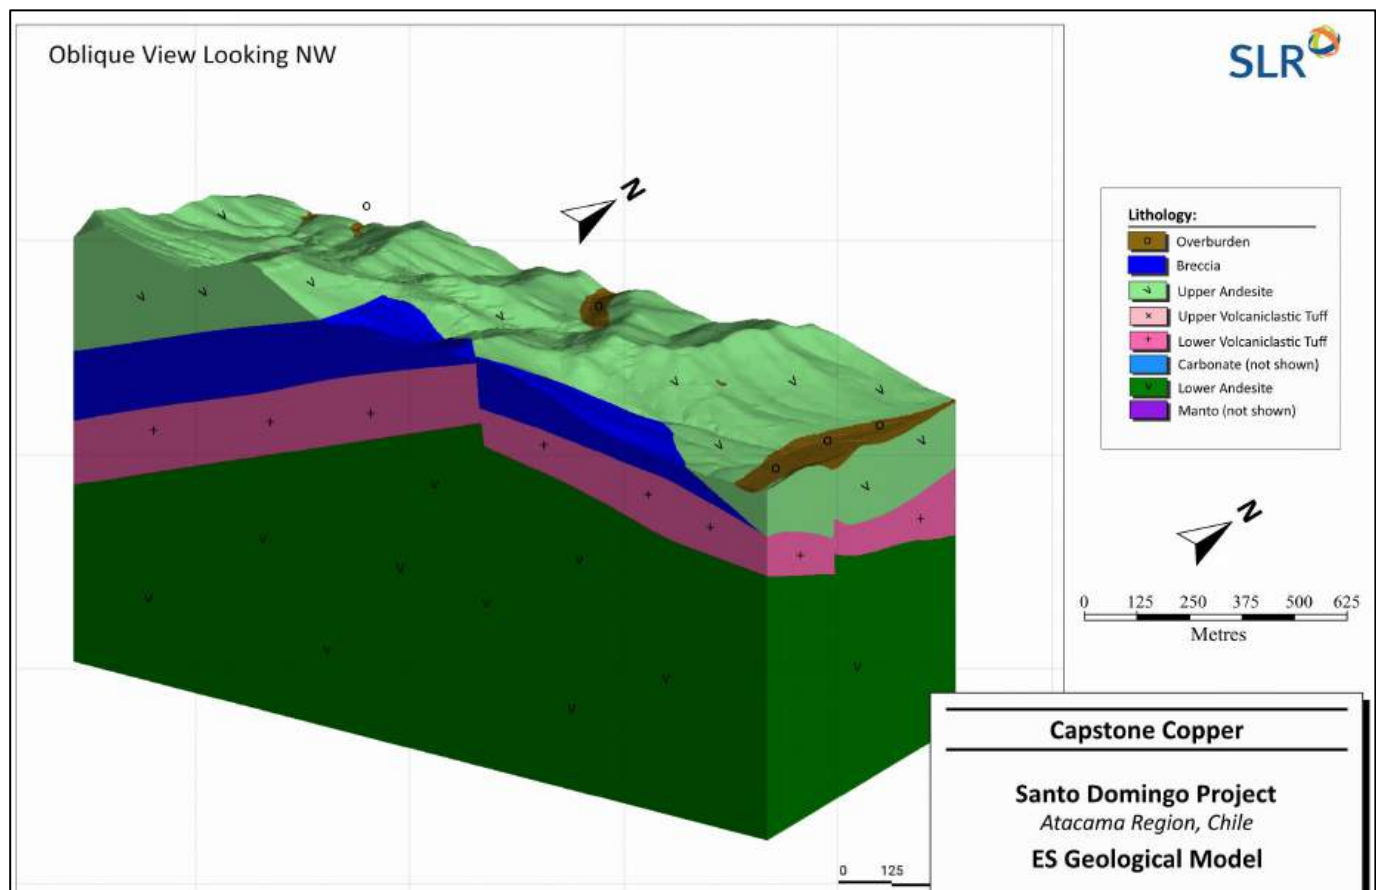 Oblique View Looking NW
SLR
N
Lithology:
Overburden
Breccia
Upper Andesite
Upper Volcaniclastic Tuff
Lower Volcaniclastic Tuff
Carbonate (not shown)
Lower Andesite
Manto (not shown)
N
0 125 250 375 500 625
Metres
0 125
Capstone Copper
Santo Domingo Project
Atacama Region, Chile
ES Geological Model